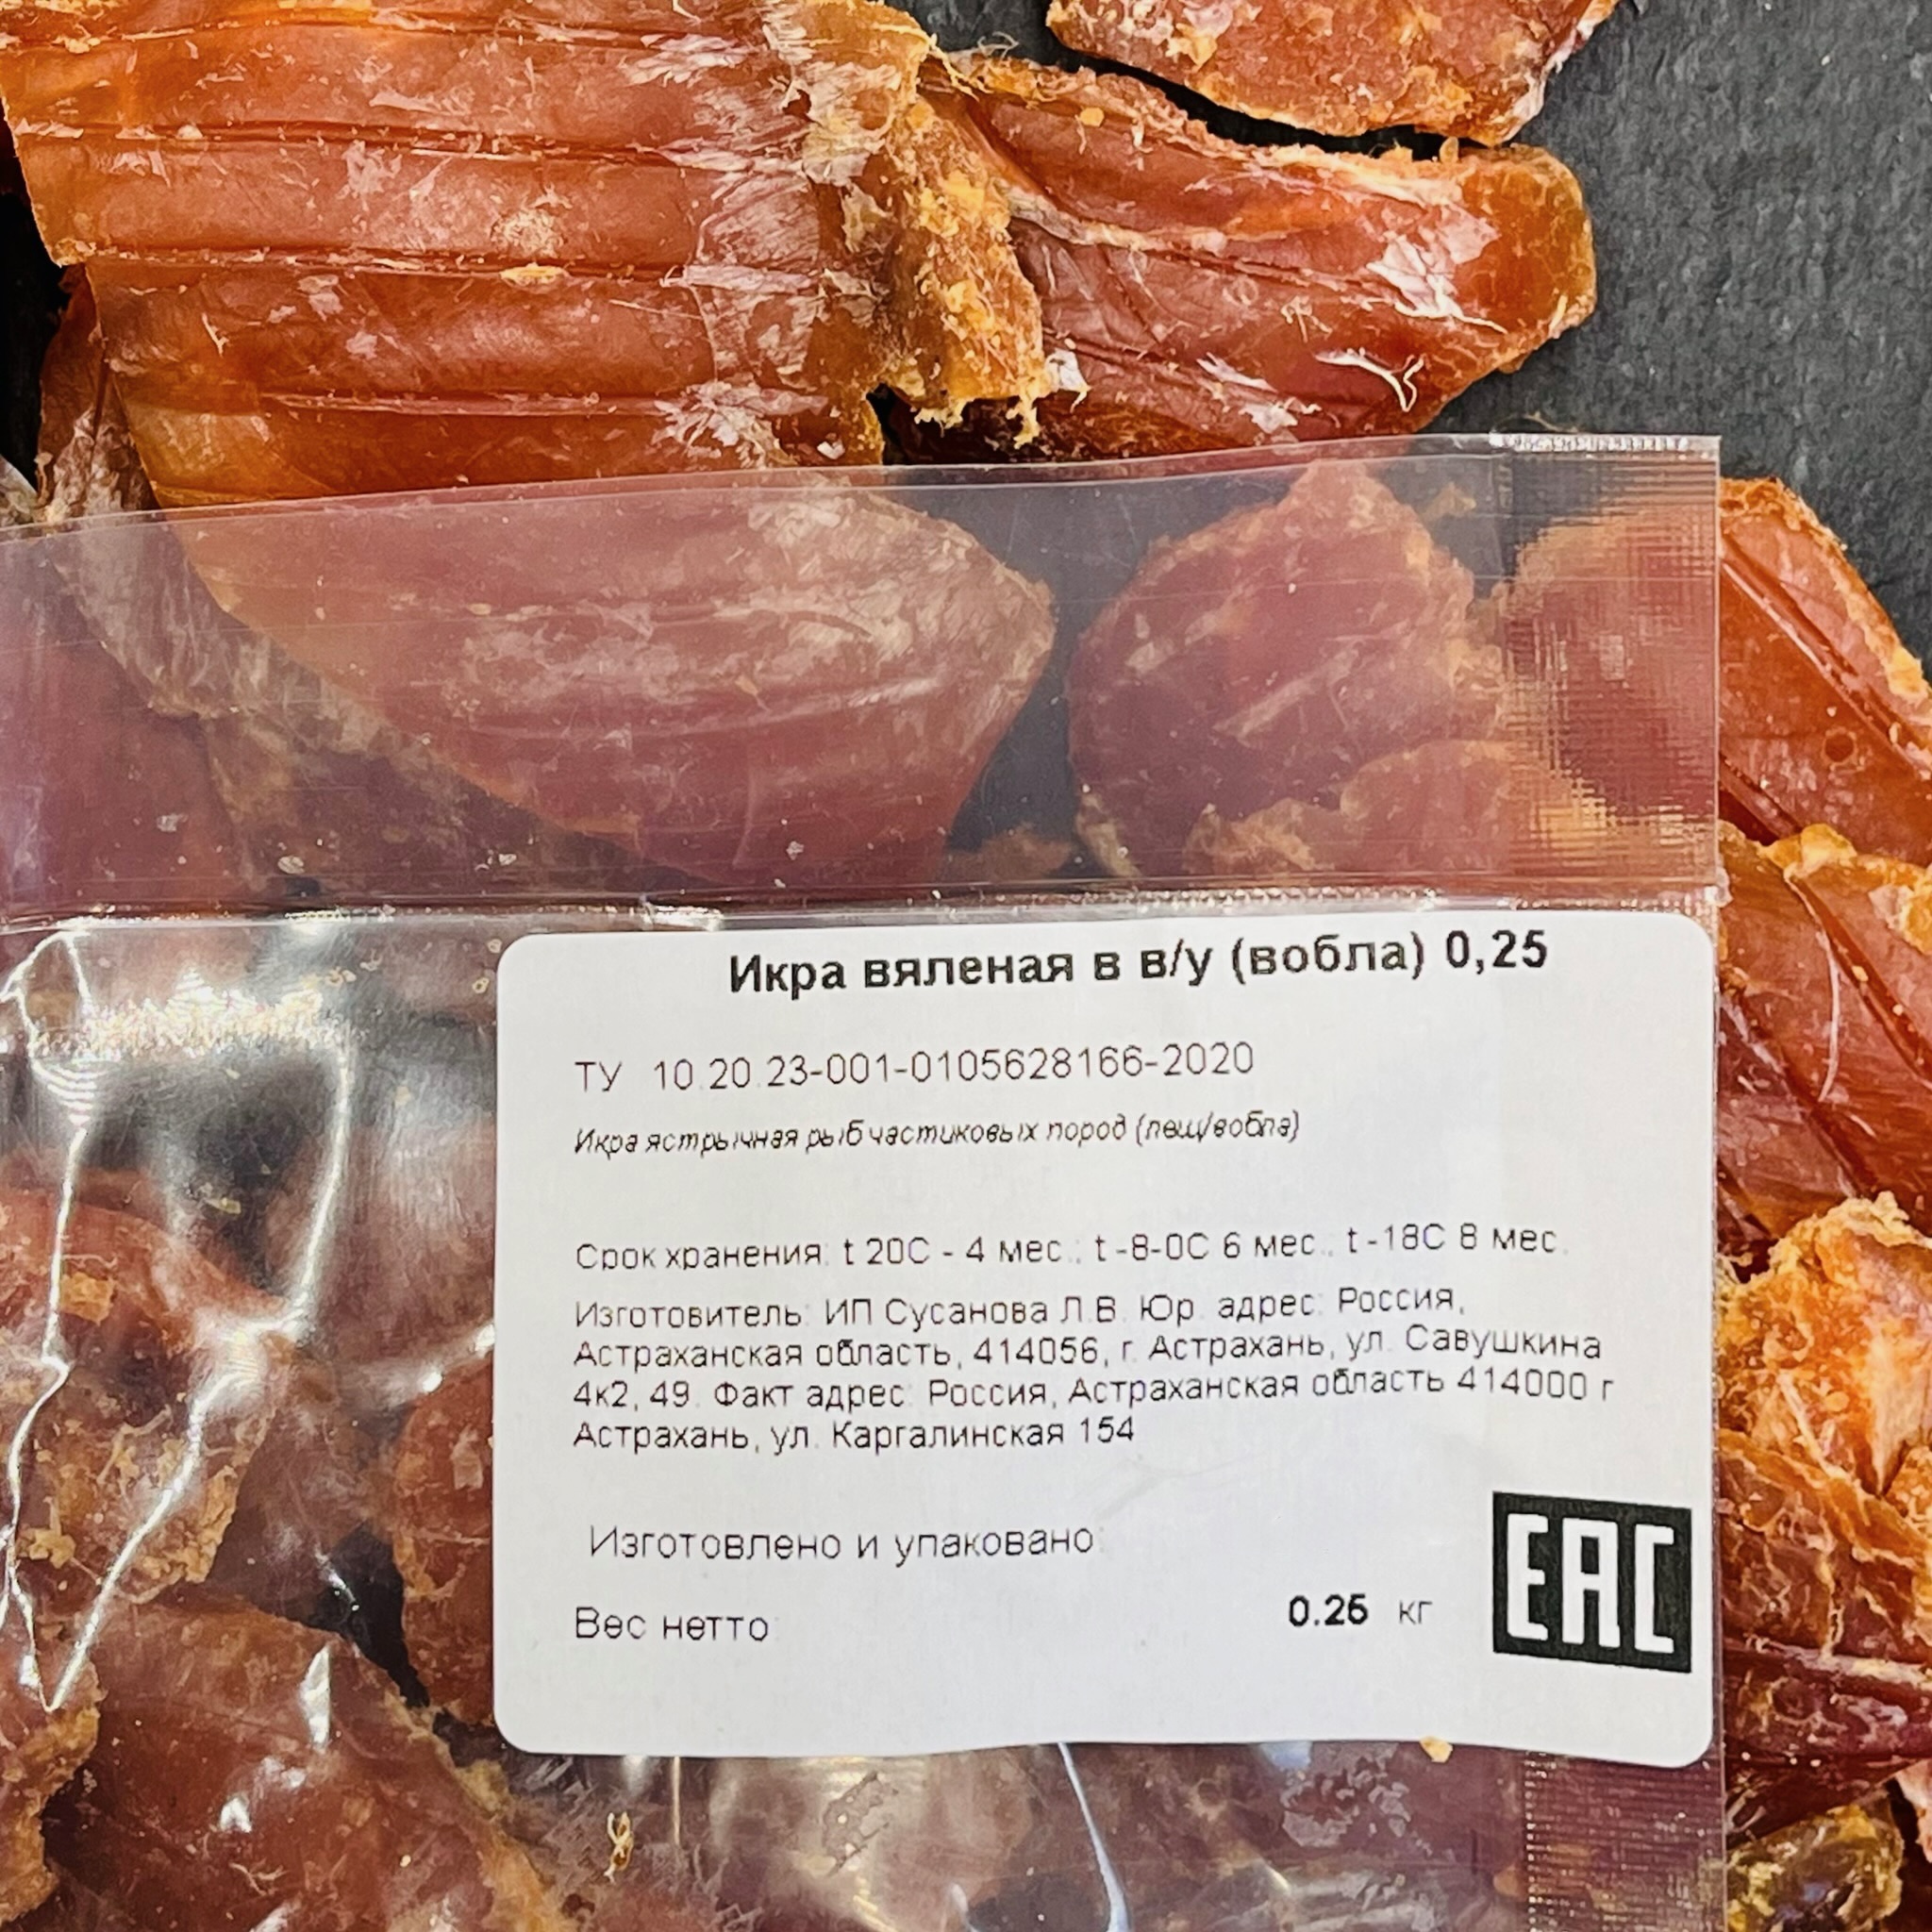 Икра вяленая в в/у (вобла) 0,25
ТУ 10.20.23-001-0105628166-2020
Икра ястрычная рыб частиковых пород (лещ/вобла)
Срок хранения: t 20С - 4 мес.; t -8-0С 6 мес.; t -18С 8 мес.
Изготовитель: ИП Сусанова Л.В. Юр. адрес: Россия,
Астраханская область, 414056, г. Астрахань, ул. Савушкина
4к2, 49. Факт адрес: Россия, Астраханская область 414000 г
Астрахань, ул. Каргалинская 154
Изготовлено и упаковано:
Вес нетто: 0.25 кг
EAC